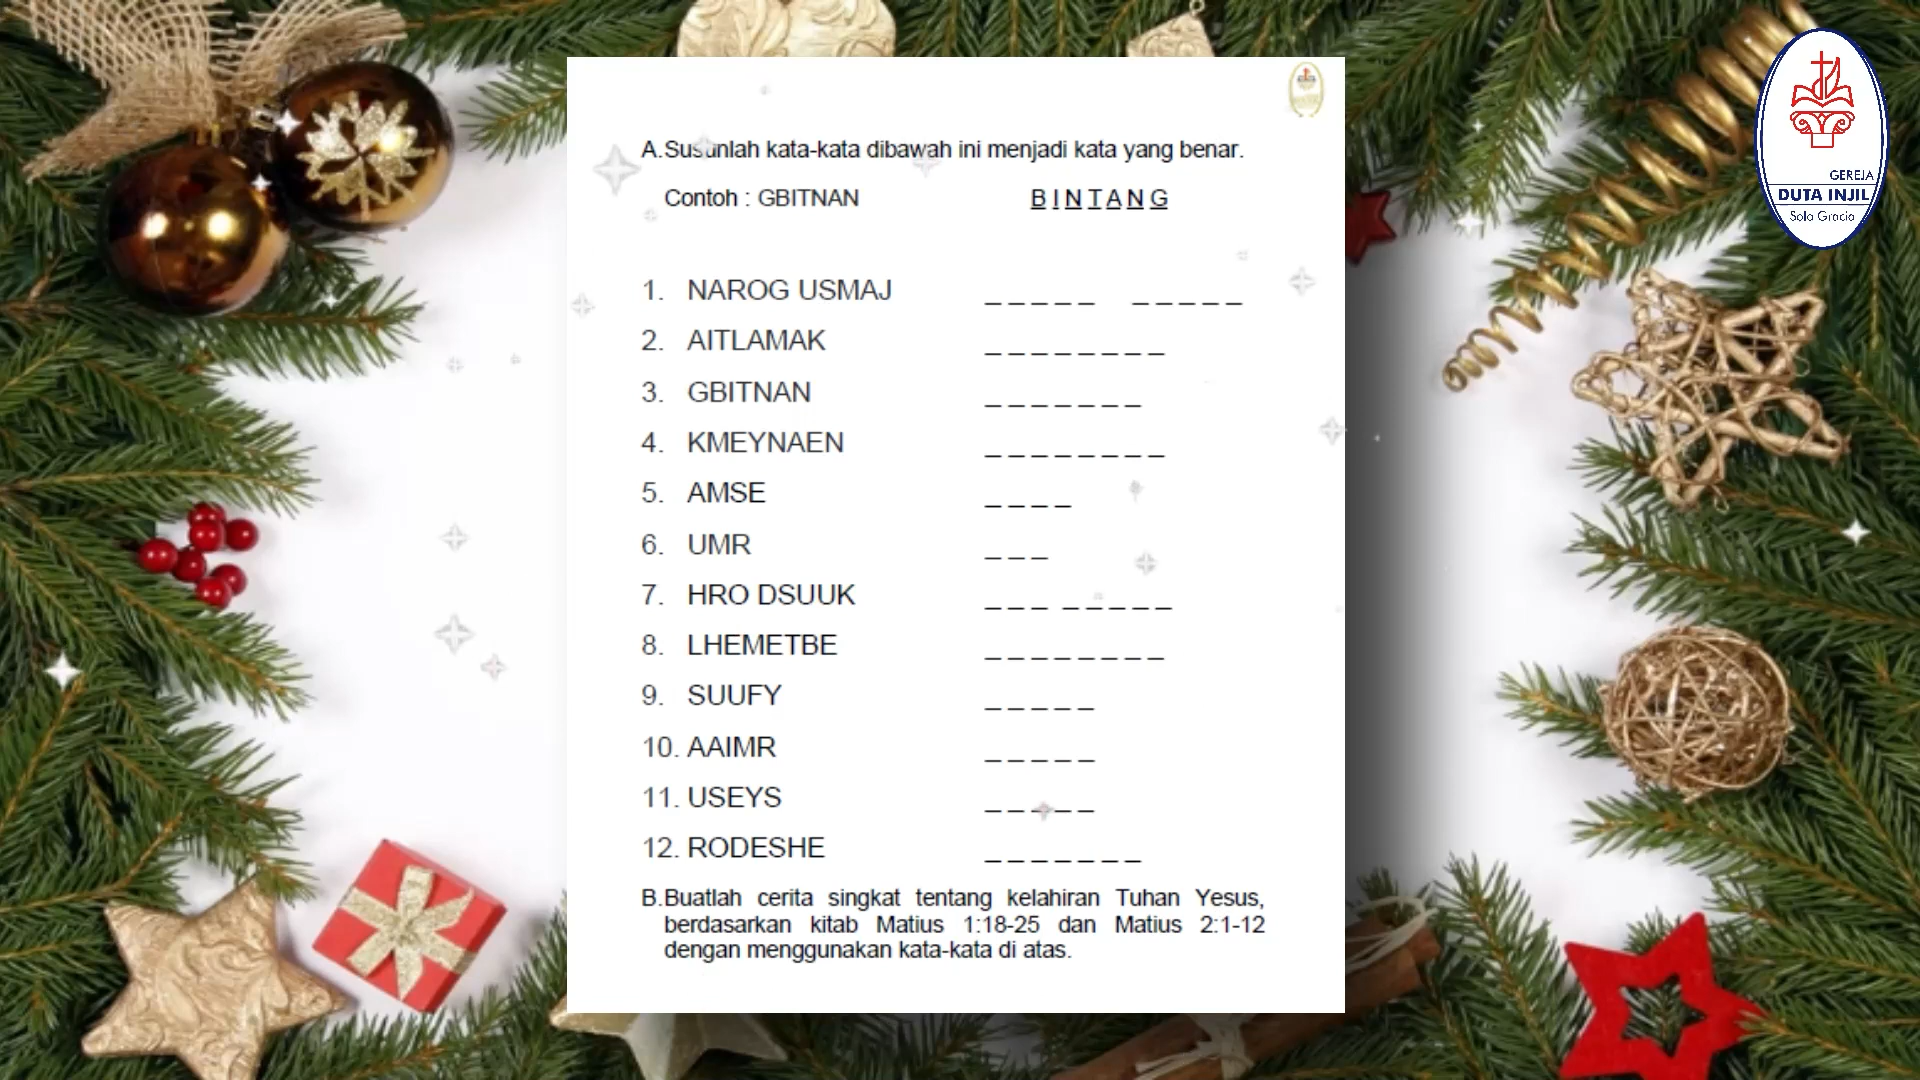 A.Susunlah kata-kata dibawah ini menjadi kata yang benar.
Contoh : GBITNAN B I N T A N G
1. NAROG USMAJ _ _ _ _ _ _ _ _ _ _
2. AITLAMAK _ _ _ _ _ _ _ _
3. GBITNAN _ _ _ _ _ _ _
4. KMEYNAEN _ _ _ _ _ _ _ _
5. AMSE _ _ _ _
6. UMR _ _ _
7. HRO DSUUK _ _ _ _ _ _ _ _
8. LHEMETBE _ _ _ _ _ _ _ _
9. SUUFY _ _ _ _ _
10. AAIMR _ _ _ _ _
11. USEYS _ _ _ _ _
12. RODESHE _ _ _ _ _ _ _
B.Buatlah cerita singkat tentang kelahiran Tuhan Yesus,
berdasarkan kitab Matius 1:18-25 dan Matius 2:1-12
dengan menggunakan kata-kata di atas.
GEREJA
DUTA INJIL
Sola Gracia